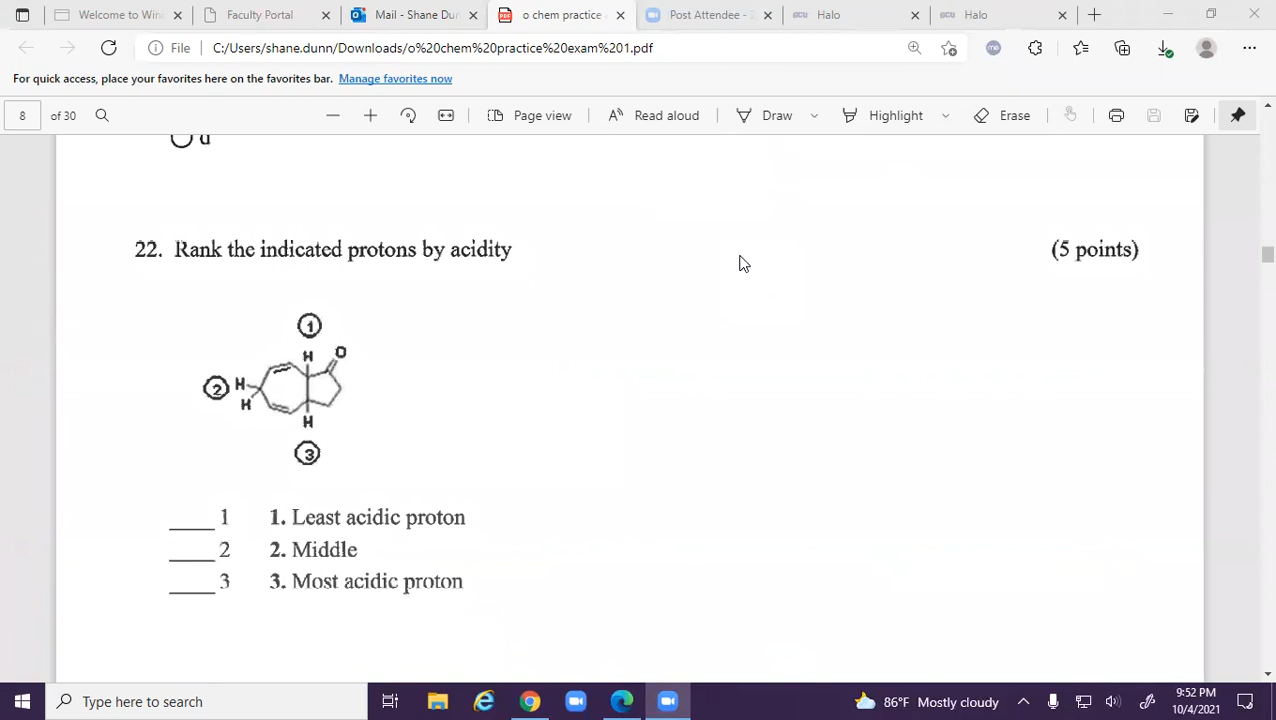 Welcome to Win
Faculty Portal
Mail - Shane Dun
o chem practice
Post Attendee - Z
Halo
Halo
File C:/Users/shane.dunn/Downloads/o%20chem%20practice%20exam%201.pdf
For quick access, place your favorites here on the favorites bar. Manage favorites now
8 of 30 Page view Read aloud Draw Highlight Erase
d
22. Rank the indicated protons by acidity (5 points)
1
H O
2 H
H
H
3
____ 1 1. Least acidic proton
____ 2 2. Middle
____ 3 3. Most acidic proton
Type here to search
86°F Mostly cloudy
9:52 PM
10/4/2021